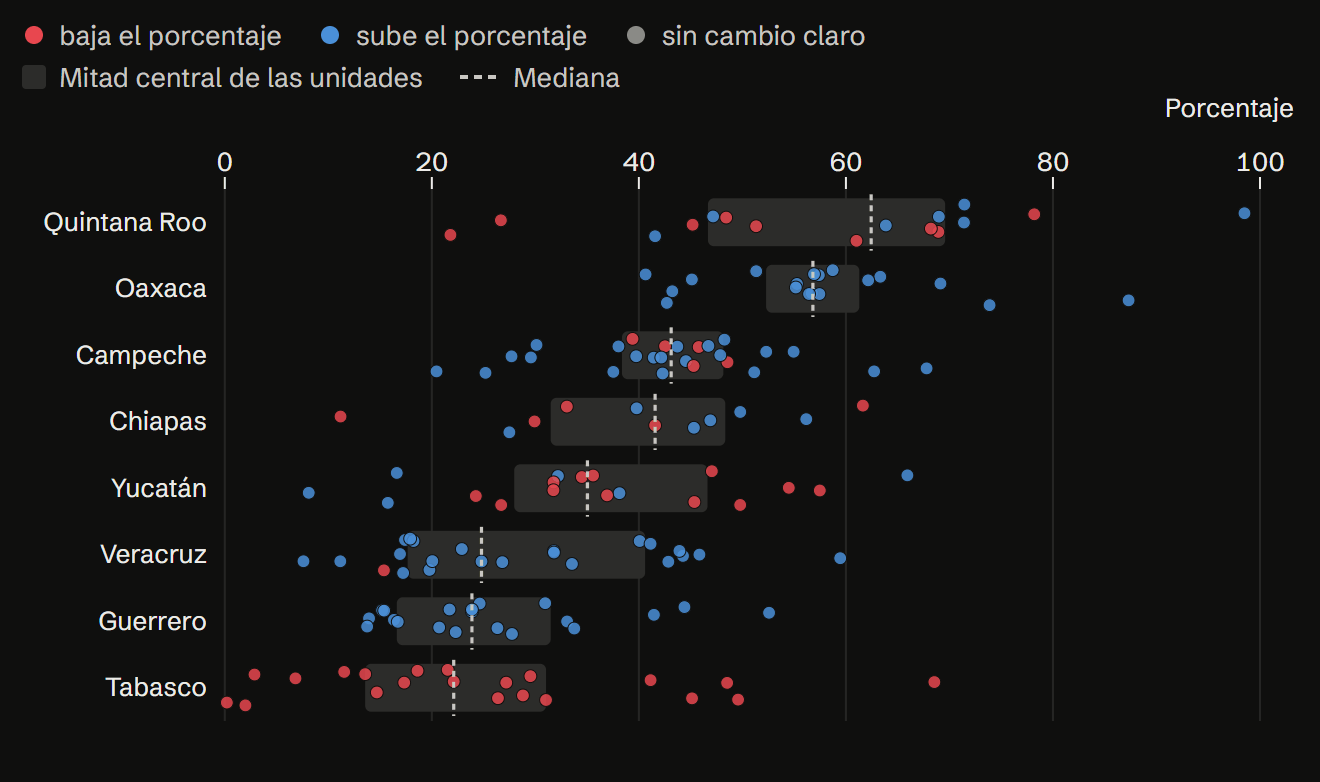 baja el porcentaje sube el porcentaje sin cambio claro
Mitad central de las unidades Mediana
Porcentaje
0 20 40 60 80 100
Quintana Roo
Oaxaca
Campeche
Chiapas
Yucatán
Veracruz
Guerrero
Tabasco